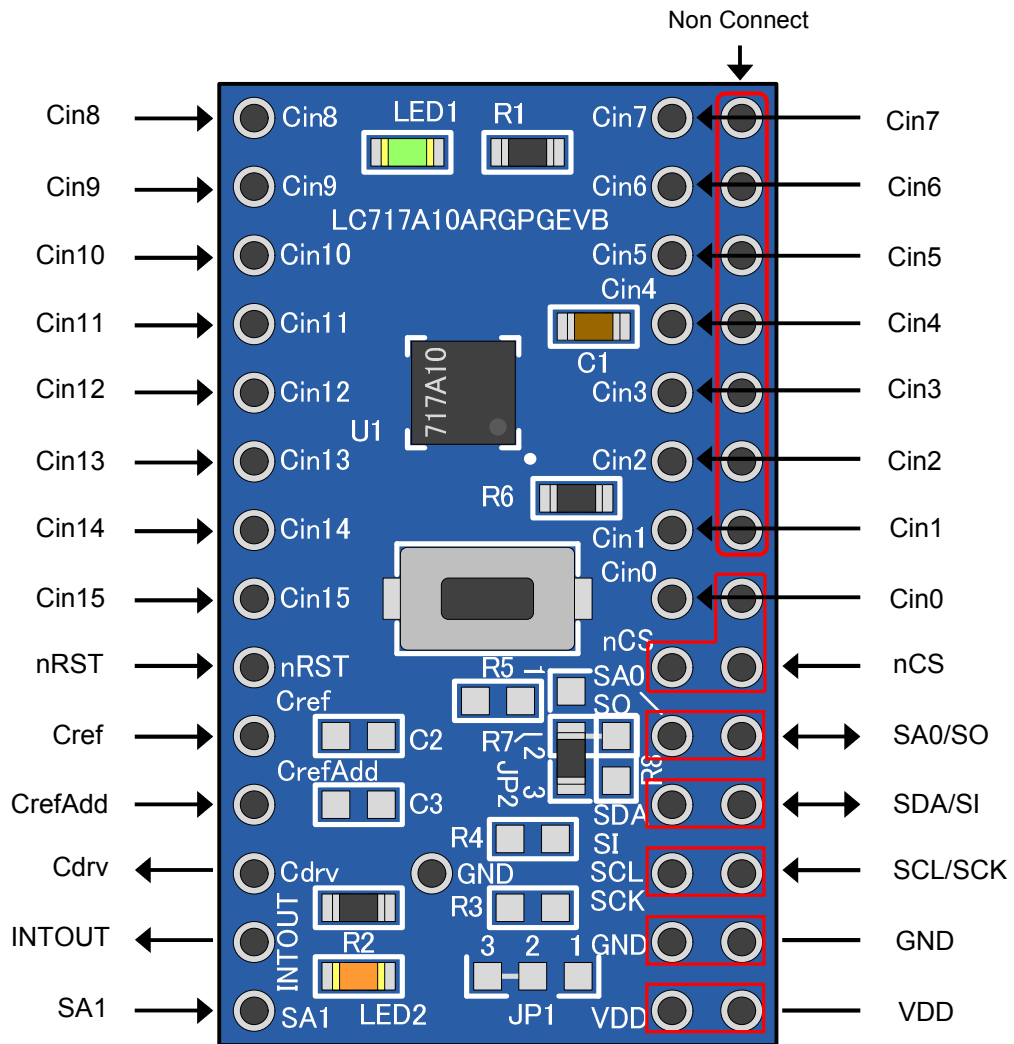 Non Connect
Cin8
Cin9
Cin10
Cin11
Cin12
Cin13
Cin14
Cin15
nRST
Cref
CrefAdd
Cdrv
INTOUT
SA1
Cin8 LED1 R1 Cin7
Cin9 Cin6
LC717A10ARGPGEVB
Cin10 Cin5
Cin4
Cin11
C1
717A10
Cin12 Cin3
U1
Cin13 Cin2
R6
Cin14 Cin1
Cin0
Cin15
nCS
nRST R5 1 SA0
Cref SO
C2 R7 2
CrefAdd JP2 3 R8
C3 SDA
R4 SI
Cdrv GND SCL
R3 SCK
INTOUT R2 3 2 1 GND
SA1 LED2 JP1 VDD
Cin7
Cin6
Cin5
Cin4
Cin3
Cin2
Cin1
Cin0
nCS
SA0/SO
SDA/SI
SCL/SCK
GND
VDD